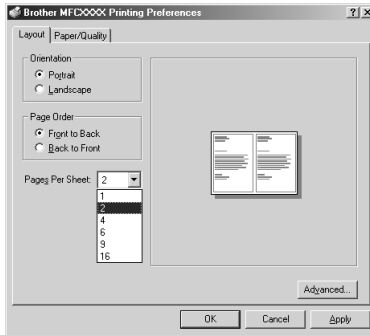 Brother MFCXXXX Printing Preferences
Layout Paper/Quality
Orientation
Portrait
Landscape
Page Order
Front to Back
Back to Front
Pages Per Sheet: 2
1
2
4
6
9
16
Advanced...
OK Cancel Apply